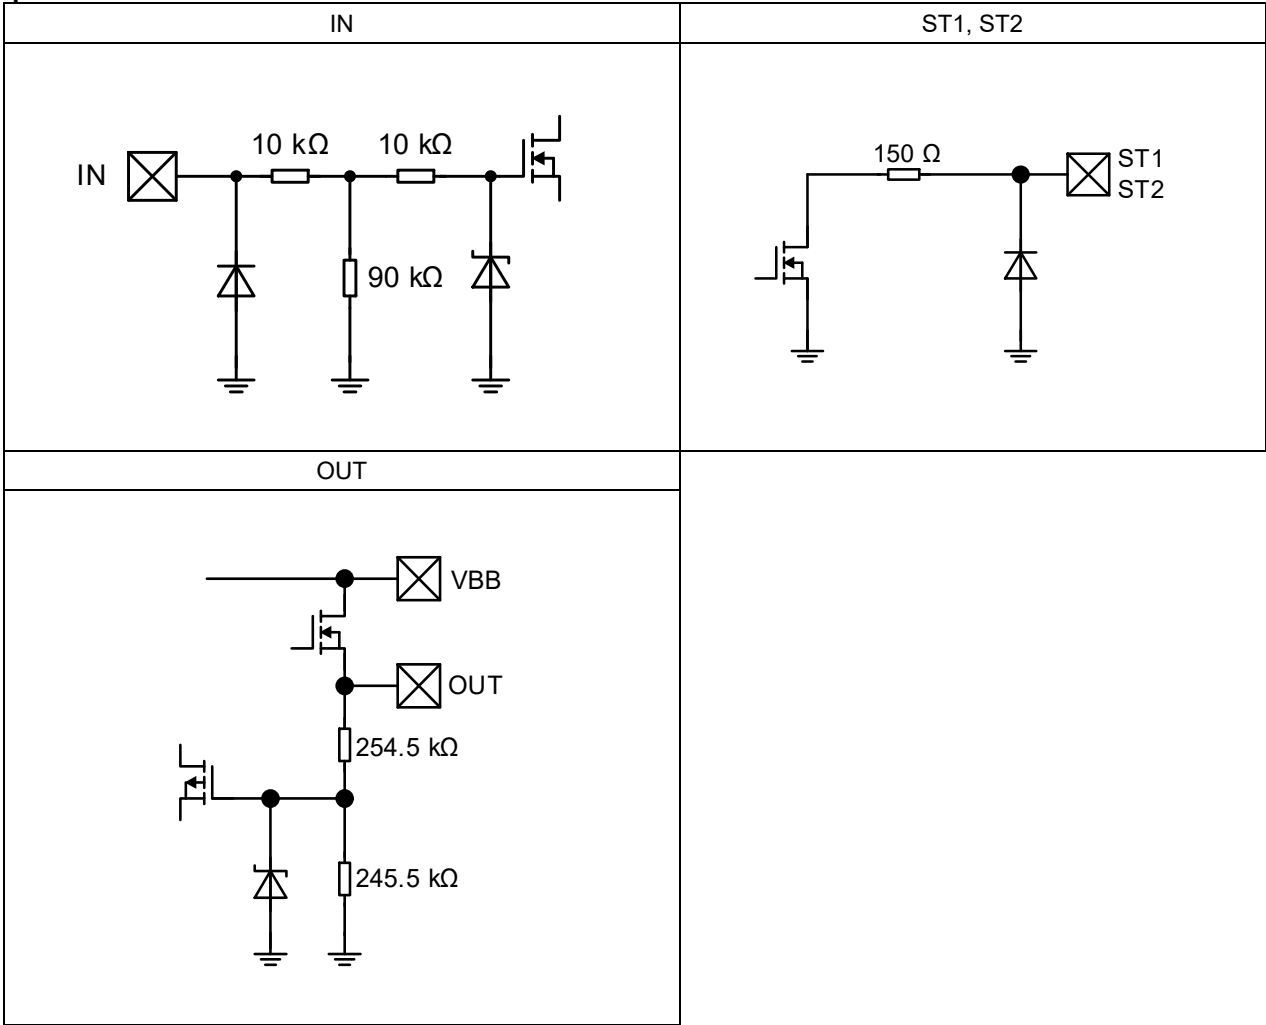 IN
ST1, ST2
10 kΩ
10 kΩ
IN
90 kΩ
150 Ω
ST1
ST2
OUT
VBB
OUT
254.5 kΩ
245.5 kΩ